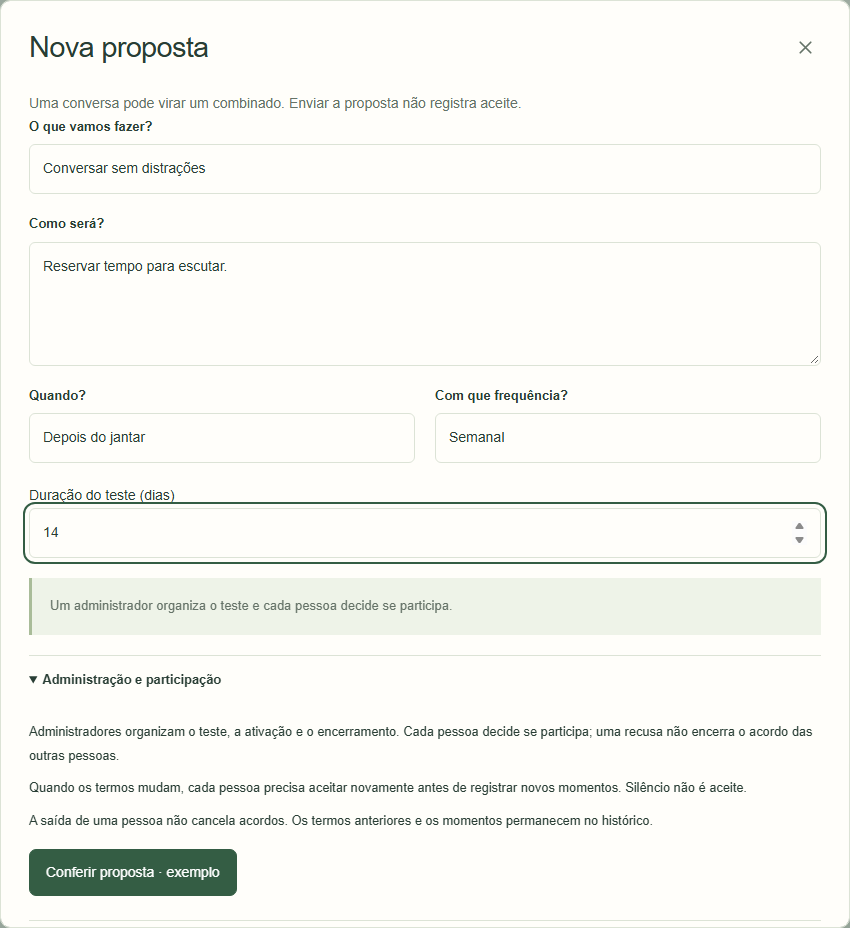 Nova proposta
Uma conversa pode virar um combinado. Enviar a proposta não registra aceite.
O que vamos fazer?
Conversar sem distrações
Como será?
Reservar tempo para escutar.
Quando?
Com que frequência?
Depois do jantar
Semanal
Duração do teste (dias)
14
Um administrador organiza o teste e cada pessoa decide se participa.
Administração e participação
Administradores organizam o teste, a ativação e o encerramento. Cada pessoa decide se participa; uma recusa não encerra o acordo das
outras pessoas.
Quando os termos mudam, cada pessoa precisa aceitar novamente antes de registrar novos momentos. Silêncio não é aceite.
A saída de uma pessoa não cancela acordos. Os termos anteriores e os momentos permanecem no histórico.
Conferir proposta · exemplo